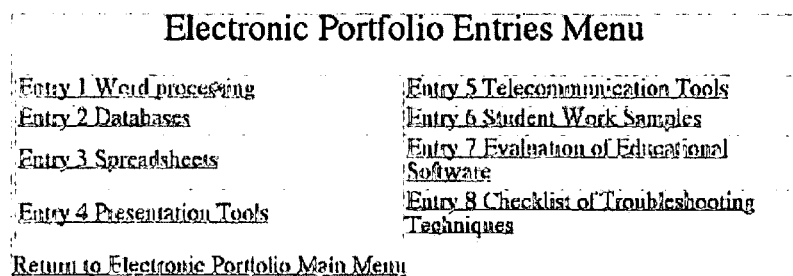 Electronic Portfolio Entries Menu
Entry 1 Word processing
Entry 2 Databases
Entry 3 Spreadsheets
Entry 4 Presentation Tools
Entry 5 Telecommunication Tools
Entry 6 Student Work Samples
Entry 7 Evaluation of Educational
Software
Entry 8 Checklist of Troubleshooting
Techniques
Return to Electronic Portfolio Main Menu